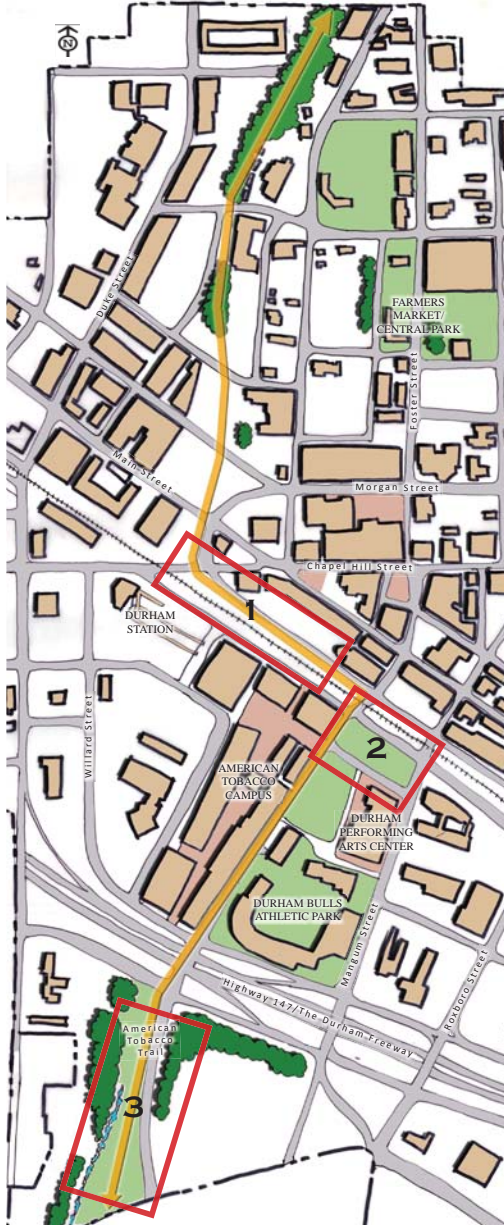 N
Duke Street
FARMERS
MARKET/
CENTRAL PARK
Foster Street
Main Street
Morgan Street
Chapel Hill Street
1
DURHAM
STATION
Willard Street
2
AMERICAN
TOBACCO
CAMPUS
DURHAM
PERFORMING
ARTS CENTER
DURHAM BULLS
ATHLETIC PARK
Mangum Street
Roxboro Street
Highway 147/The Durham Freeway
American
Tobacco
Trail
3